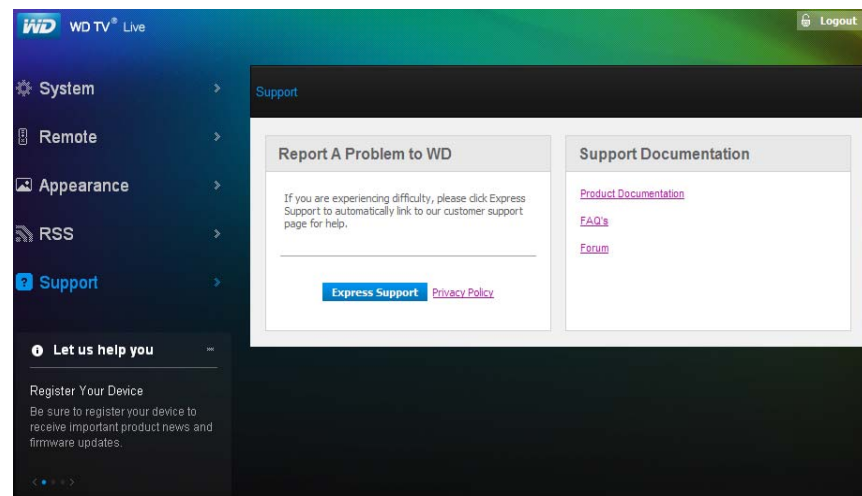 WD WD TV® Live
Logout
System
Remote
Appearance
RSS
Support
Support
Report A Problem to WD
If you are experiencing difficulty, please click Express
Support to automatically link to our customer support
page for help.
Express Support Privacy Policy
Support Documentation
Product Documentation
FAQ's
Forum
Let us help you
Register Your Device
Be sure to register your device to
receive important product news and
firmware updates.